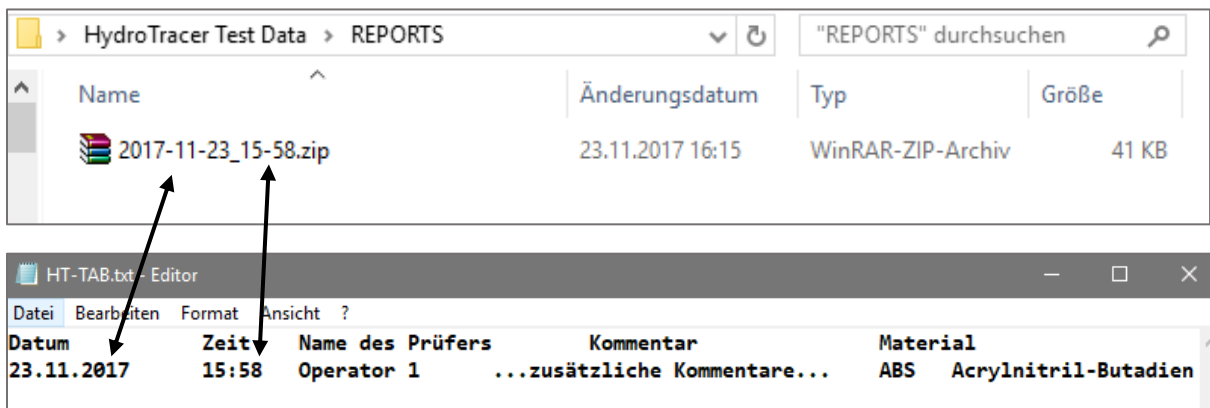 HydroTracer Test Data > REPORTS "REPORTS" durchsuchen
Name Änderungsdatum Typ Größe
2017-11-23_15-58.zip 23.11.2017 16:15 WinRAR-ZIP-Archiv 41 KB
HT-TAB.txt - Editor
Datei Bearbeiten Format Ansicht ?
Datum Zeit Name des Prüfers Kommentar Material
23.11.2017 15:58 Operator 1 ...zusätzliche Kommentare... ABS Acrylnitril-Butadien